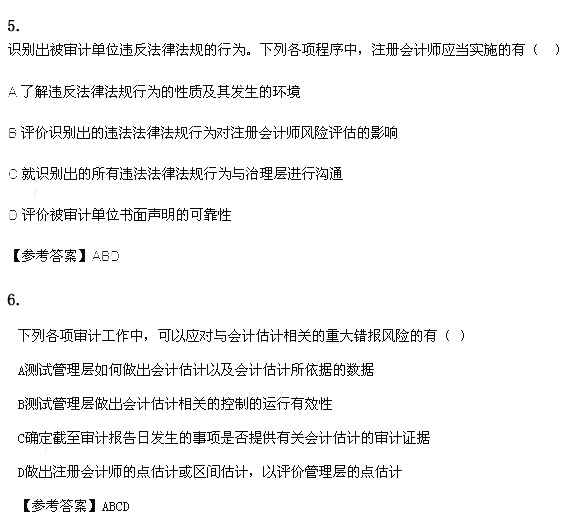 5.
识别出被审计单位违反法律法规的行为。下列各项程序中，注册会计师应当实施的有（　）
A 了解违反法律法规行为的性质及其发生的环境
B 评价识别出的违法法律法规行为对注册会计师风险评估的影响
C 就识别出的所有违法法律法规行为与治理层进行沟通
D 评价被审计单位书面声明的可靠性
【参考答案】ABD
6.
下列各项审计工作中，可以应对与会计估计相关的重大错报风险的有（ ）
A测试管理层如何做出会计估计以及会计估计所依据的数据
B测试管理层做出会计估计相关的控制的运行有效性
C确定截至审计报告日发生的事项是否提供有关会计估计的审计证据
D做出注册会计师的点估计或区间估计，以评价管理层的点估计
【参考答案】ABCD